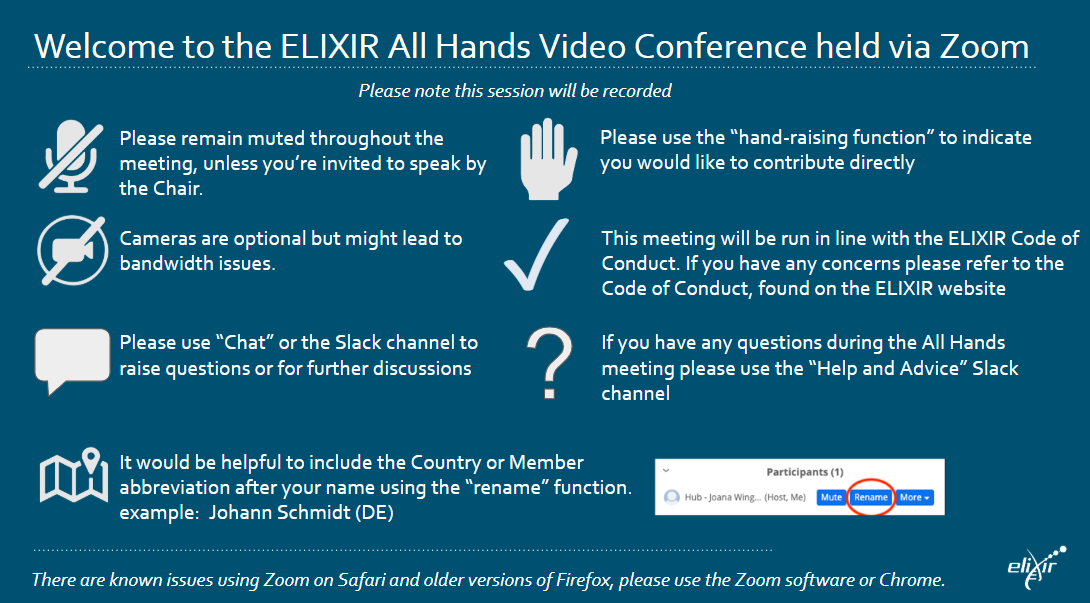 Welcome to the ELIXIR All Hands Video Conference held via Zoom
Please note this session will be recorded
Please remain muted throughout the
meeting, unless you’re invited to speak by
the Chair.
Please use the “hand-raising function” to indicate
you would like to contribute directly
Cameras are optional but might lead to
bandwidth issues.
This meeting will be run in line with the ELIXIR Code of
Conduct. If you have any concerns please refer to the
Code of Conduct, found on the ELIXIR website
Please use “Chat” or the Slack channel to
raise questions or for further discussions
If you have any questions during the All Hands
meeting please use the “Help and Advice” Slack
channel
It would be helpful to include the Country or Member
abbreviation after your name using the “rename” function.
example: Johann Schmidt (DE)
Participants (1)
Hub - Joana Wing... (Host, Me) Mute Rename More
There are known issues using Zoom on Safari and older versions of Firefox, please use the Zoom software or Chrome.
elixir